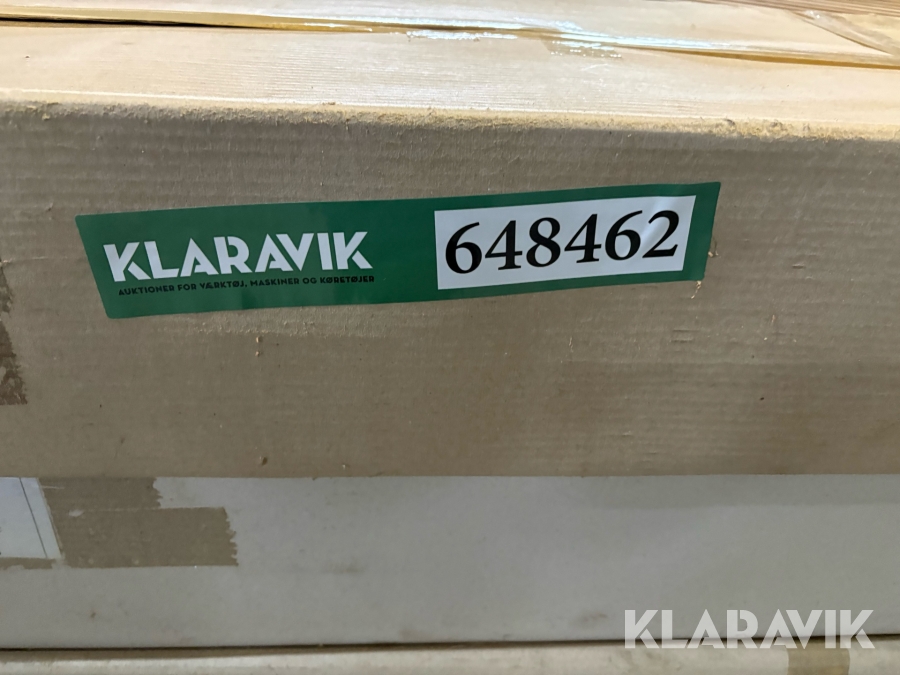 KLARAVIK
AUKTIONER FOR VÆRKTØJ, MASKINER OG KØRETØJER
648462
KLARAVIK